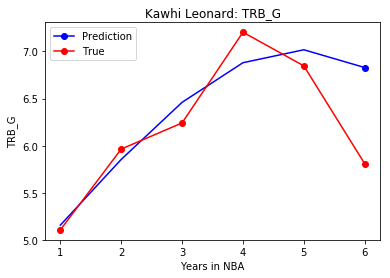 Kawhi Leonard: TRB_G
Prediction
True
7.0
6.5
6.0
5.5
5.0
TRB_G
1 2 3 4 5 6
Years in NBA